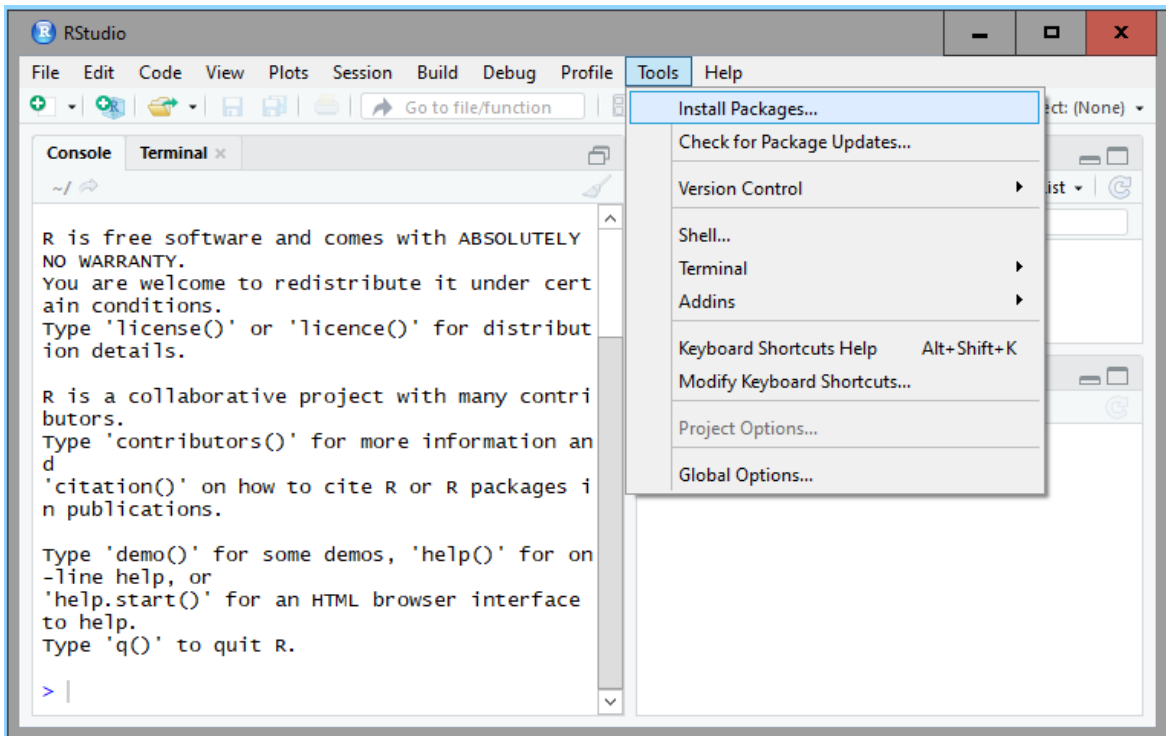 R RStudio
File Edit Code View Plots Session Build Debug Profile Tools Help
R Go to file/function (None)
Install Packages...
Check for Package Updates...
Version Control
Shell...
Terminal
Addins
Keyboard Shortcuts Help Alt+Shift+K
Modify Keyboard Shortcuts...
Project Options...
Global Options...
Console Terminal
~/
R is free software and comes with ABSOLUTELY
NO WARRANTY.
You are welcome to redistribute it under cert
ain conditions.
Type 'license()' or 'licence()' for distribut
ion details.
R is a collaborative project with many contri
butors.
Type 'contributors()' for more information an
d
'citation()' on how to cite R or R packages i
n publications.
Type 'demo()' for some demos, 'help()' for on
-line help, or
'help.start()' for an HTML browser interface
to help.
Type 'q()' to quit R.
>